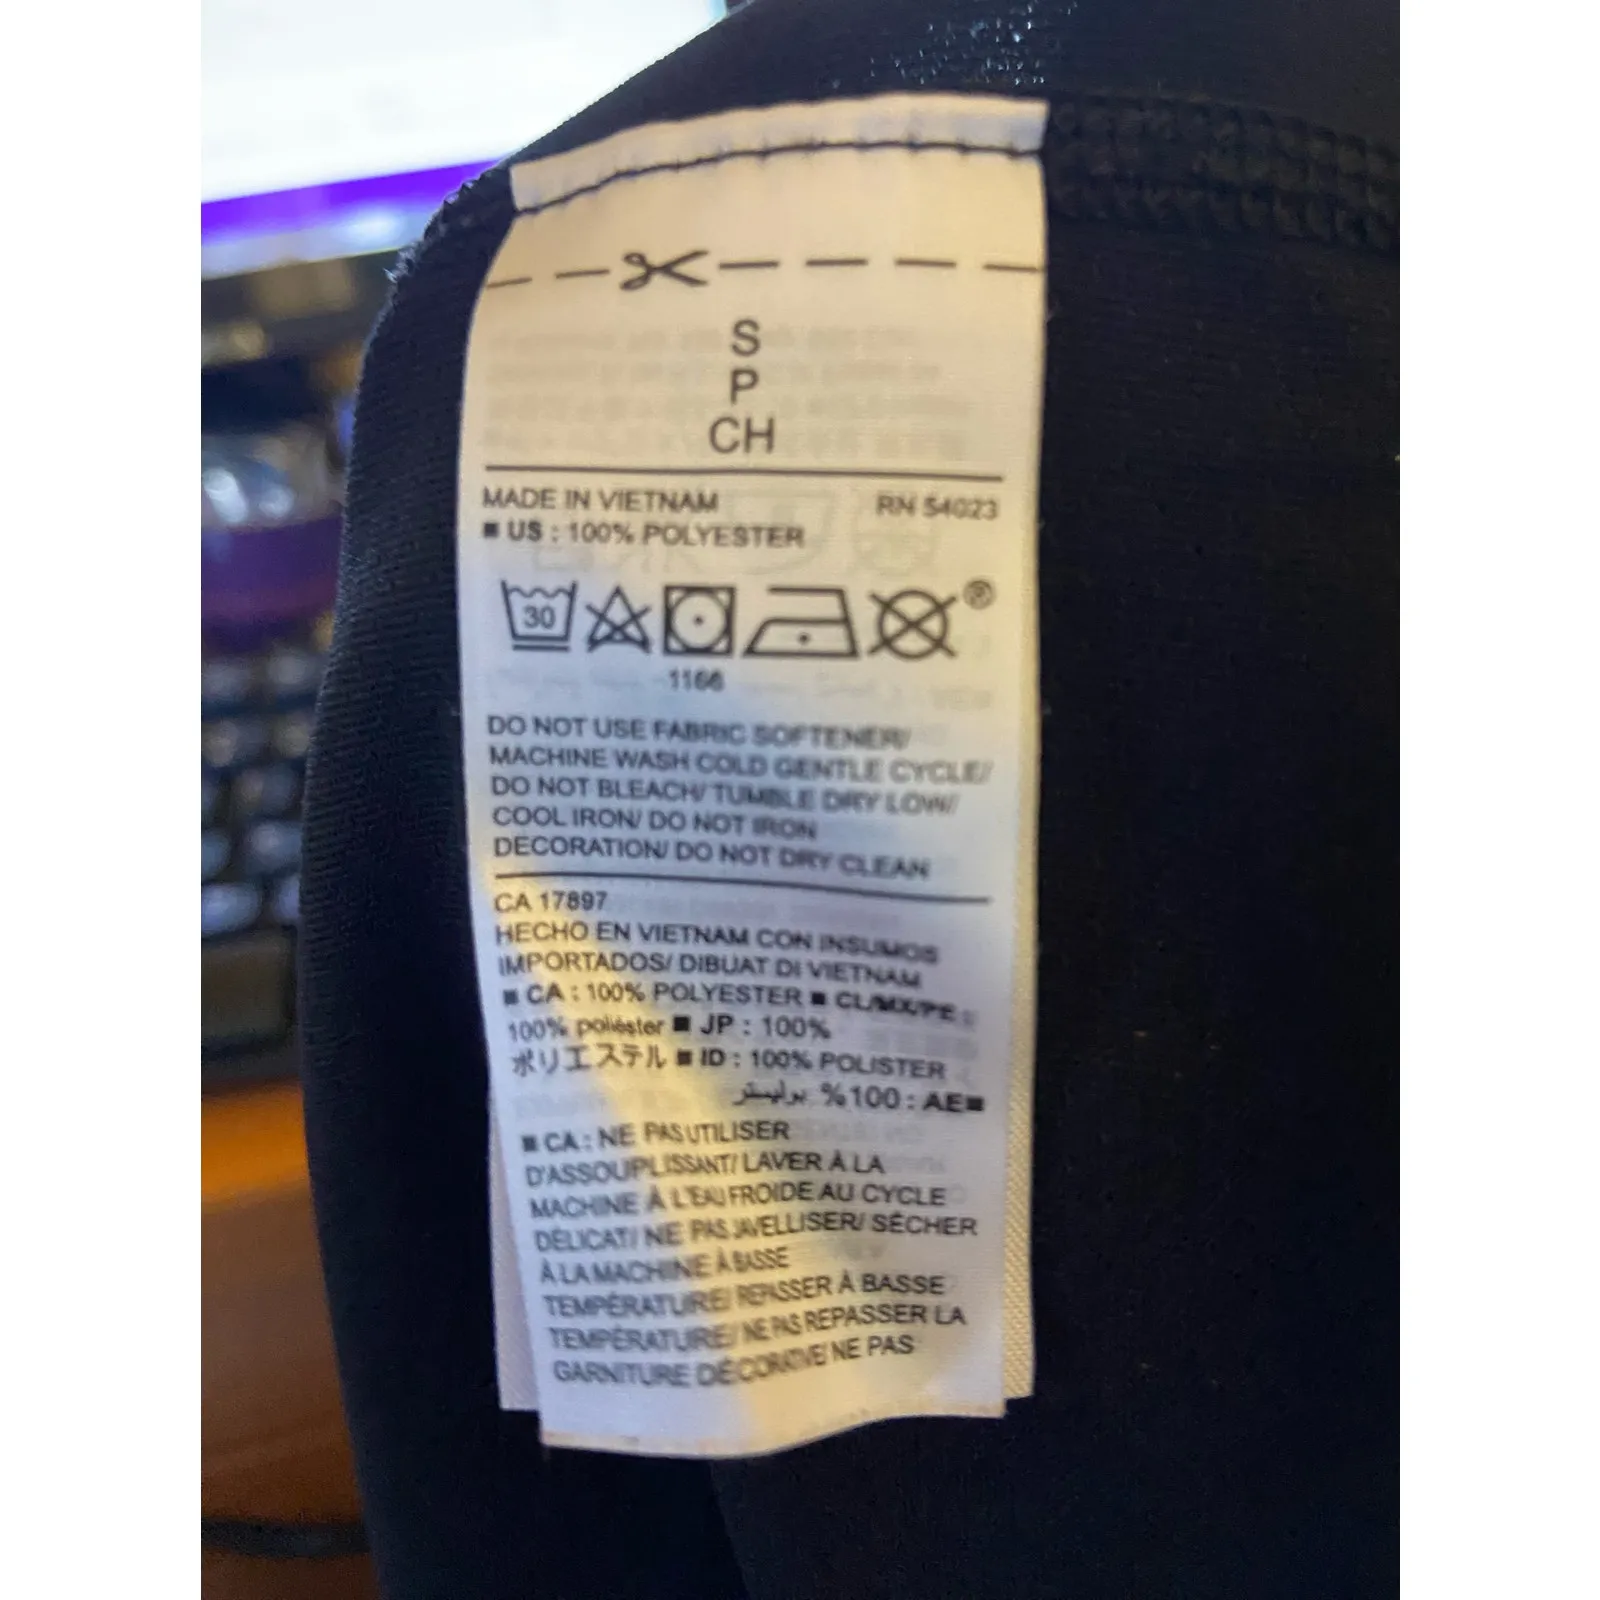 S
P
CH
MADE IN VIETNAM RN 54023
■ US : 100% POLYESTER
30
®
1166
DO NOT USE FABRIC SOFTENER/
MACHINE WASH COLD GENTLE CYCLE/
DO NOT BLEACH/ TUMBLE DRY LOW/
COOL IRON/ DO NOT IRON
DECORATION/ DO NOT DRY CLEAN
CA 17897
HECHO EN VIETNAM CON INSUMOS
IMPORTADOS/ DIBUAT DI VIETNAM
■ CA : 100% POLYESTER ■ CL/MX/PE :
100% poliéster ■ JP : 100%
ポリエステル ■ ID : 100% POLISTER
■AE : 100% بوليستر
■ CA : NE PAS UTILISER
D'ASSOUPLISSANT/ LAVER À LA
MACHINE À L'EAU FROIDE AU CYCLE
DÉLICAT/ NE PAS JAVELLISER/ SÉCHER
À LA MACHINE À BASSE
TEMPÉRATURE/ REPASSER À BASSE
TEMPÉRATURE/ NE PAS REPASSER LA
GARNITURE DÉCORATIVE/ NE PAS